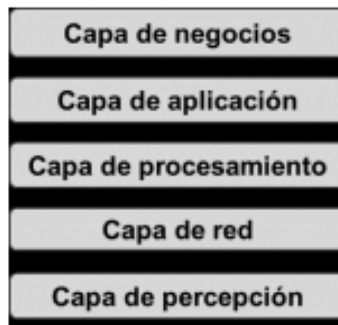 Capa de negocios
Capa de aplicación
Capa de procesamiento
Capa de red
Capa de percepción